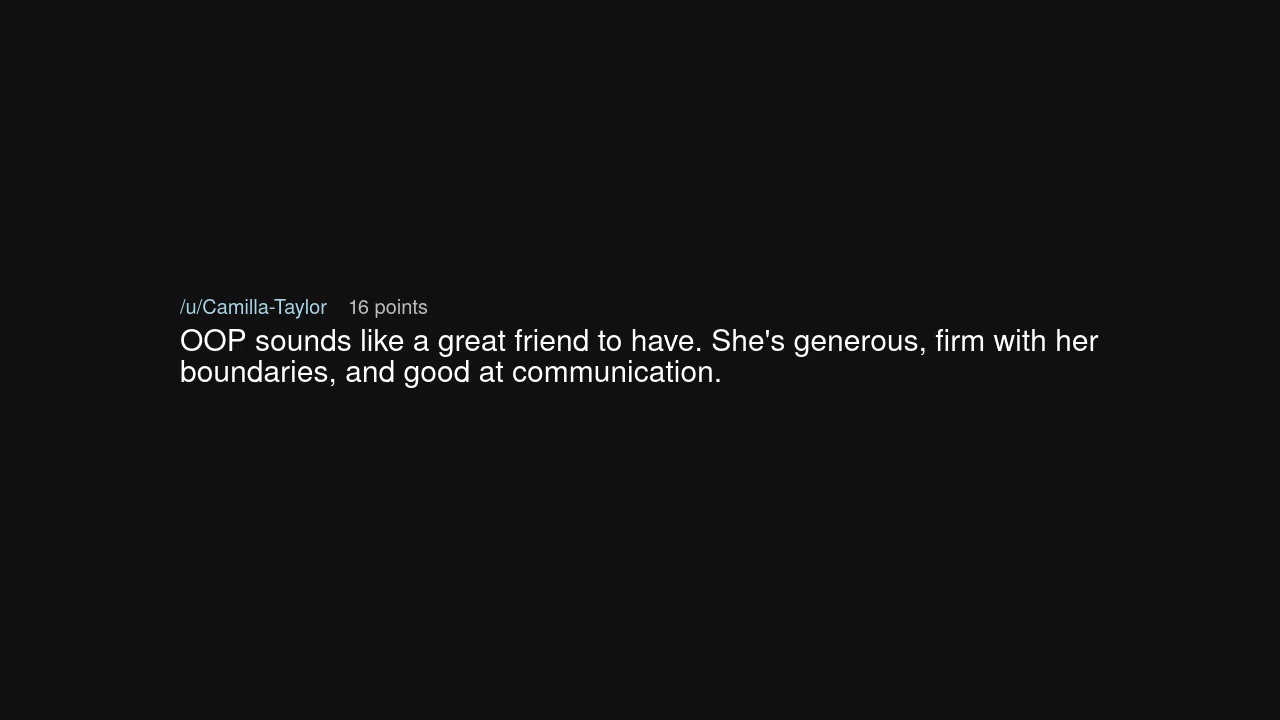 /u/Camilla-Taylor 16 points
OOP sounds like a great friend to have. She's generous, firm with her
boundaries, and good at communication.